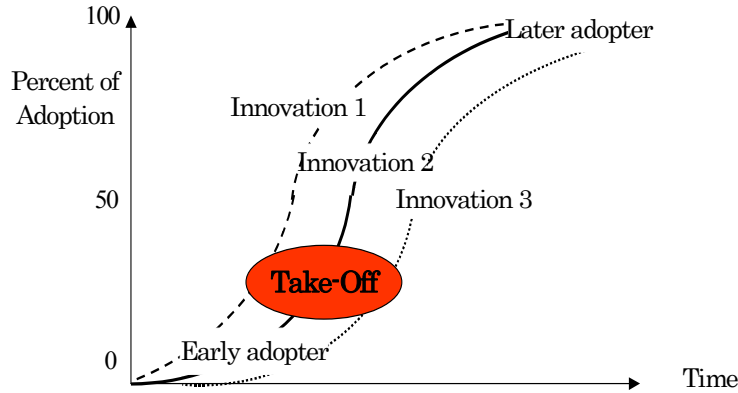 100
Later adopter
Percent of
Adoption
Innovation 1
Innovation 2
50
Innovation 3
Take-Off
Early adopter
0
Time